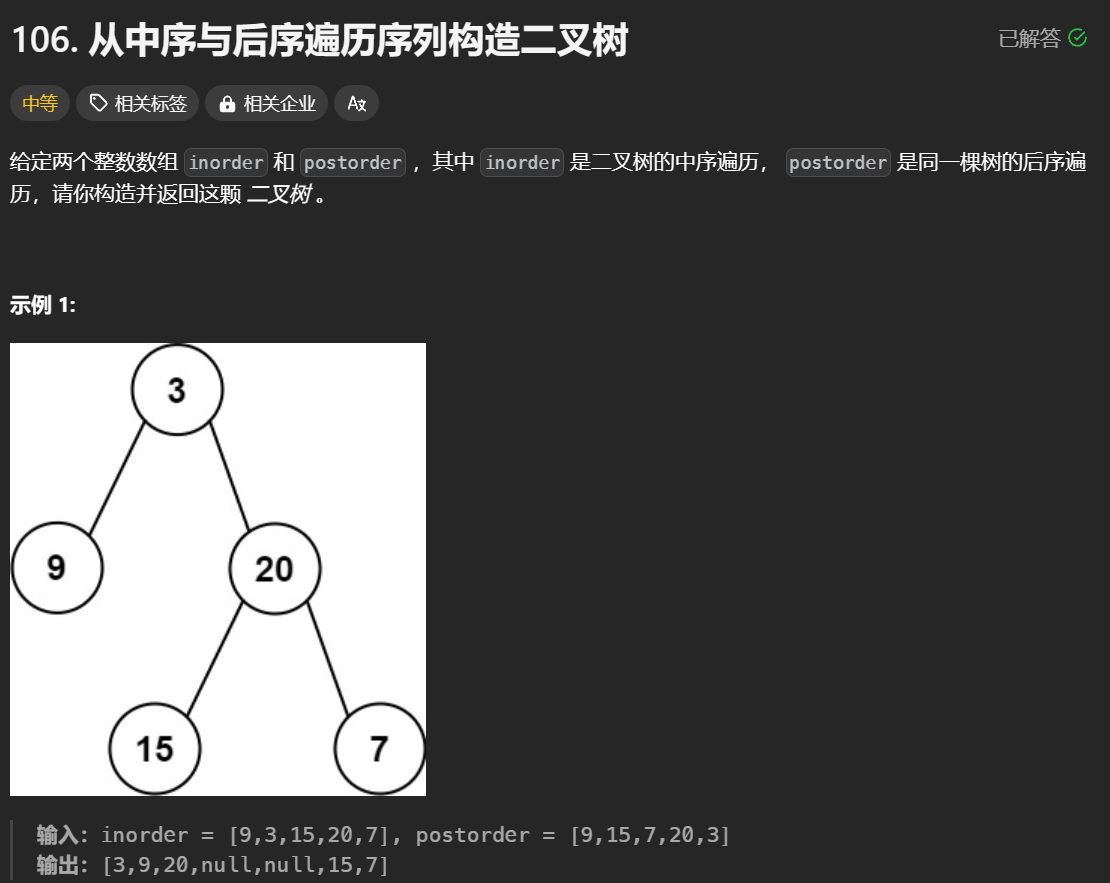 106. 从中序与后序遍历序列构造二叉树
已解答
中等 相关标签 相关企业 Ax
给定两个整数数组 inorder 和 postorder ，其中 inorder 是二叉树的中序遍历， postorder 是同一棵树的后序遍
历，请你构造并返回这颗 二叉树 。
示例 1:
3
9 20
15 7
输入：inorder = [9,3,15,20,7], postorder = [9,15,7,20,3]
输出：[3,9,20,null,null,15,7]